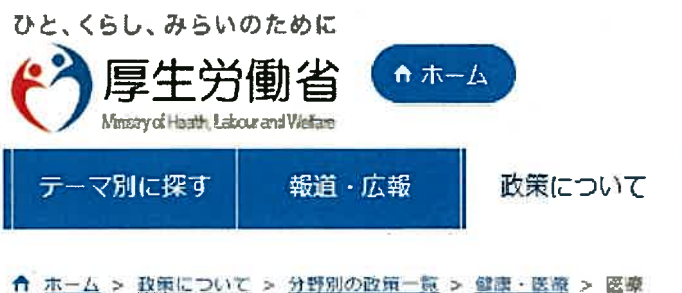 ひと、くらし、みらいのために
厚生労働省
Ministry of Health, Labour and Welfare
ホーム
テーマ別に探す 報道・広報 政策について
ホーム > 政策について > 分野別の政策一覧 > 健康・医療 > 医療